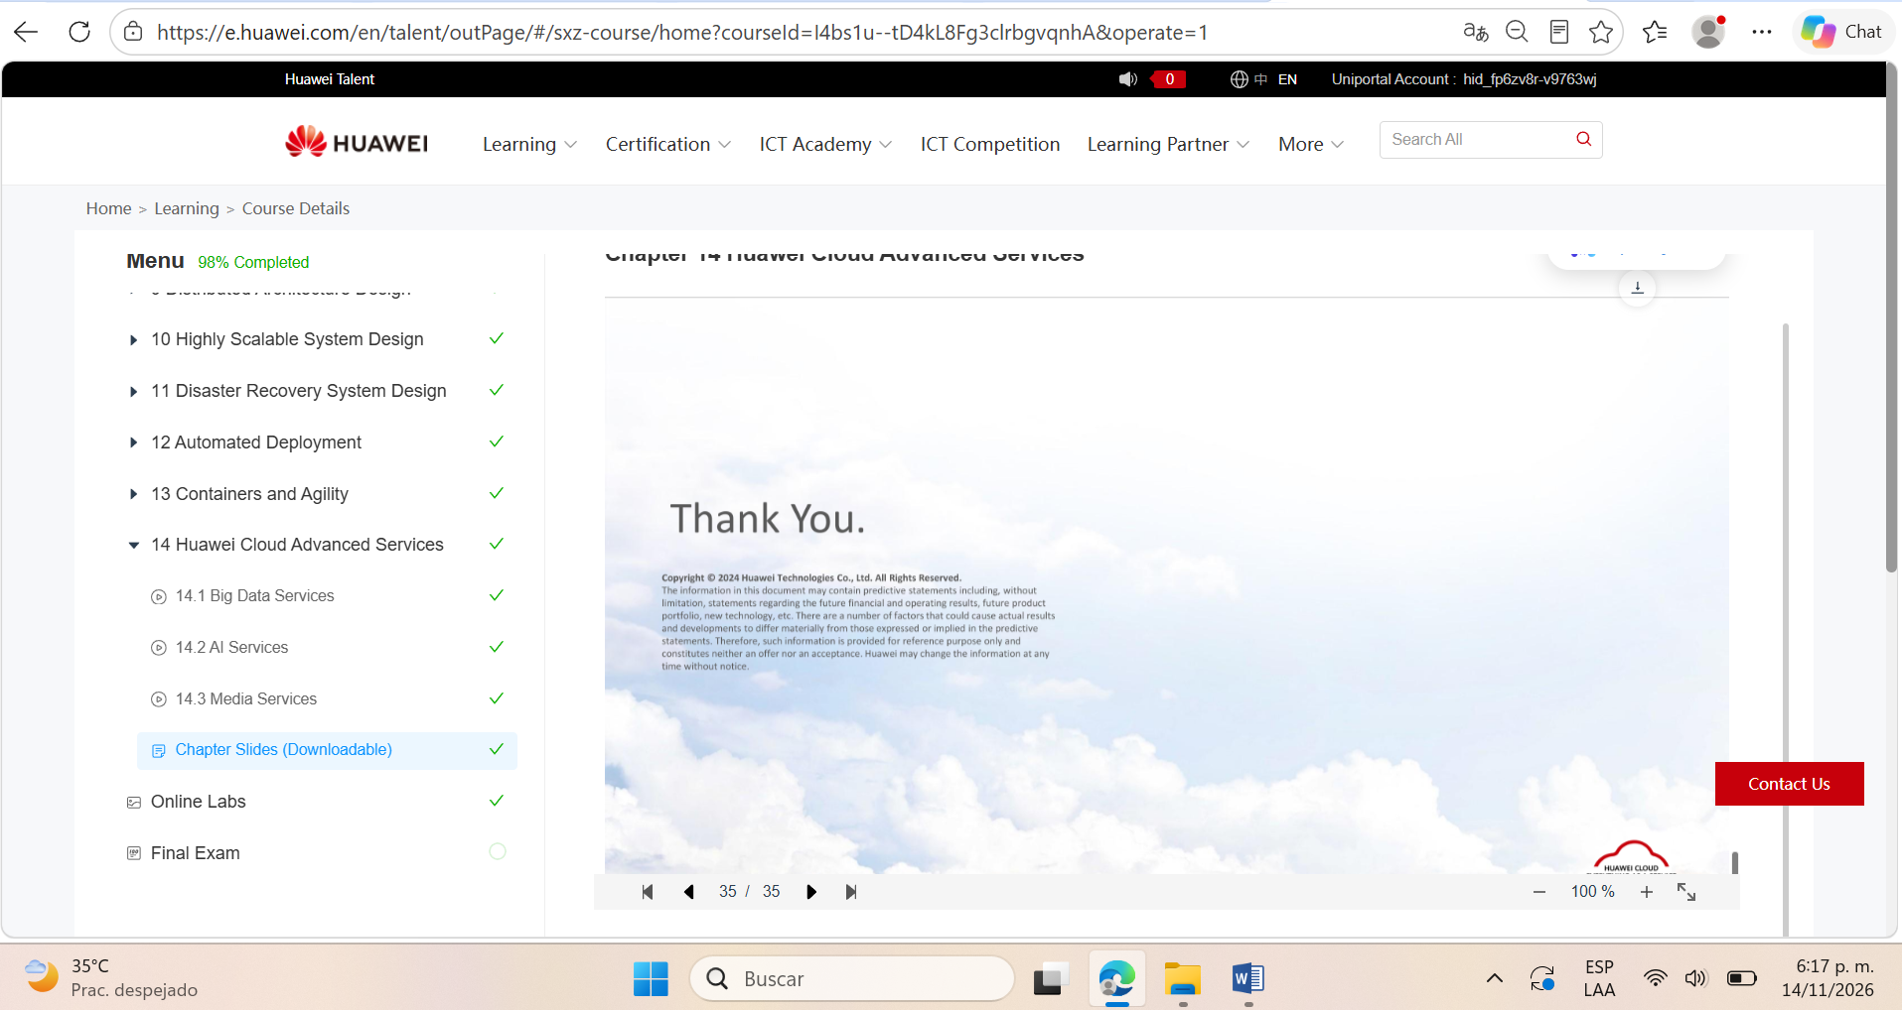 https://e.huawei.com/en/talent/outPage/#/sxz-course/home?courseId=I4bs1u--tD4kL8Fg3clrbgvqnhA&operate=1
Chat
Huawei Talent
0
中 EN
Uniportal Account : hid_fp6zv8r-v9763wj
HUAWEI
Learning
Certification
ICT Academy
ICT Competition
Learning Partner
More
Search All
Home > Learning > Course Details
Menu 98% Completed
9 Distributed Architecture Design
10 Highly Scalable System Design
11 Disaster Recovery System Design
12 Automated Deployment
13 Containers and Agility
14 Huawei Cloud Advanced Services
14.1 Big Data Services
14.2 AI Services
14.3 Media Services
Chapter Slides (Downloadable)
Online Labs
Final Exam
Chapter 14 Huawei Cloud Advanced Services
Thank You.
Copyright © 2024 Huawei Technologies Co., Ltd. All Rights Reserved.
The information in this document may contain predictive statements including, without
limitation, statements regarding the future financial and operating results, future product
portfolio, new technology, etc. There are a number of factors that could cause actual results
and developments to differ materially from those expressed or implied in the predictive
statements. Therefore, such information is provided for reference purpose only and
constitutes neither an offer nor an acceptance. Huawei may change the information at any
time without notice.
HUAWEI CLOUD
Contact Us
35 / 35
100 %
35°C
Prac. despejado
Buscar
ESP
LAA
6:17 p. m.
14/11/2026